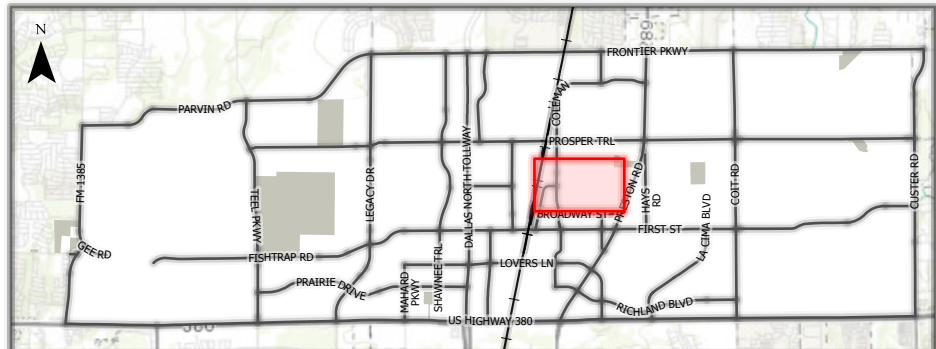 N
FRONTIER PKWY
PARVIN RD
COLEMAN
PROSPER TRL
FM 1385
TEEL PKWY
LEGACY DR
SHAWNEE TRL
DALLAS NORTH TOLLWAY
PRESTON RD
HAYS
RD
LA CIMA BLVD
COIT RD
CUSTER RD
BROADWAY ST
FIRST ST
GEE RD
FISHTRAP RD
LOVERS LN
PRAIRIE DRIVE
MAHARD
PKWY
RICHLAND BLVD
US HIGHWAY 380
380